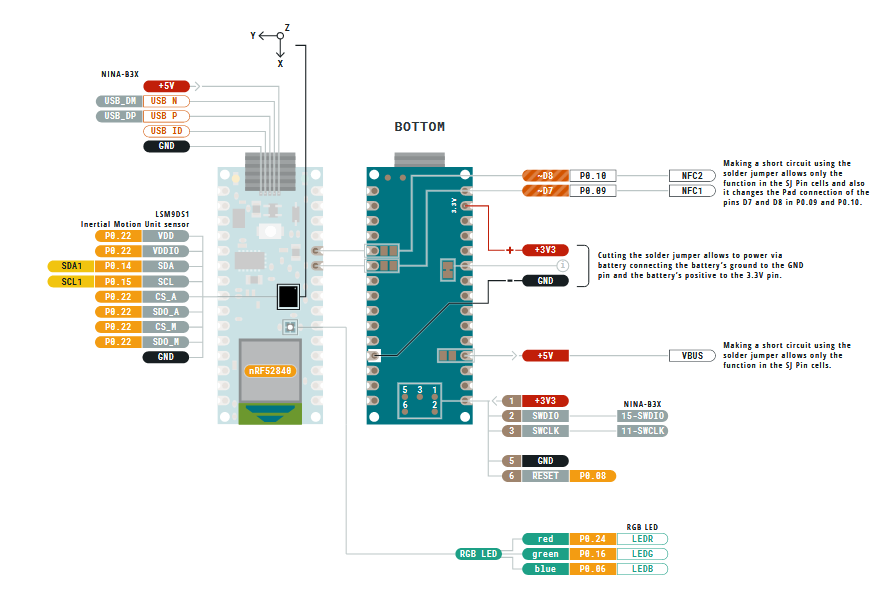 Z
Y
X
NINA-B3X
+5V
USB_DM USB N
USB_DP USB P
USB ID
GND
BOTTOM
~D8 P0.10 NFC2
~D7 P0.09 NFC1
Making a short circuit using the
solder jumper allows only the
function in the SJ Pin cells and also
it changes the Pad connection of the
pins D7 and D8 in P0.09 and P0.10.
3.3V
LSM9DS1
Inertial Motion Unit sensor
P0.22 VDD
P0.22 VDDIO
SDA1 P0.14 SDA
SCL1 P0.15 SCL
P0.22 CS_A
P0.22 SDO_A
P0.22 CS_M
P0.22 SDO_M
GND
+ +3V3
1
- GND
Cutting the solder jumper allows to power via
battery connecting the battery's ground to the GND
pin and the battery's positive to the 3.3V pin.
nRF52840
+5V VBUS
Making a short circuit using the
solder jumper allows only the
function in the SJ Pin cells.
5 3 1
6 2
NINA-B3X
1 +3V3
2 SWDIO 15-SWDIO
3 SWCLK 11-SWCLK
5 GND
6 RESET P0.08
RGB LED
RGB LED
red P0.24 LEDR
green P0.16 LEDG
blue P0.06 LEDB